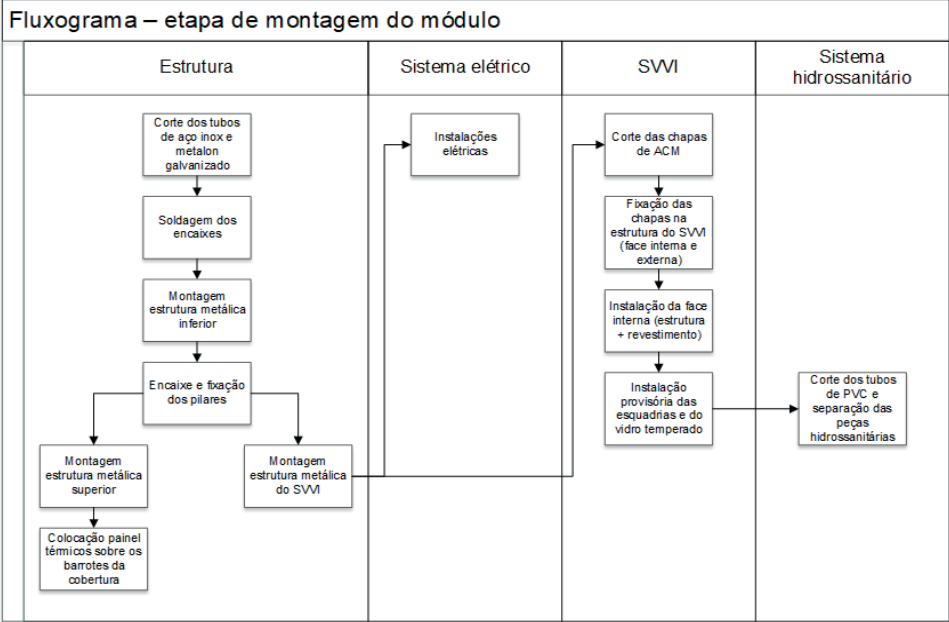 Fluxograma – etapa de montagem do módulo
Estrutura
Sistema elétrico
SVVI
Sistema
hidrossanitário
Corte dos tubos
de aço inox e
metalon
galvanizado
Soldagem dos
encaixes
Montagem
estrutura metálica
inferior
Encaixe e fixação
dos pilares
Montagem
estrutura metálica
superior
Colocação painel
térmicos sobre os
barrotes da
cobertura
Montagem
estrutura metálica
do SVVI
Instalações
elétricas
Corte das chapas
de ACM
Fixação das
chapas na
estrutura do SVVI
(face interna e
externa)
Instalação da face
interna (estrutura
+ revestimento)
Instalação
provisória das
esquadrias e do
vidro temperado
Corte dos tubos
de PVC e
separação das
peças
hidrossanitárias